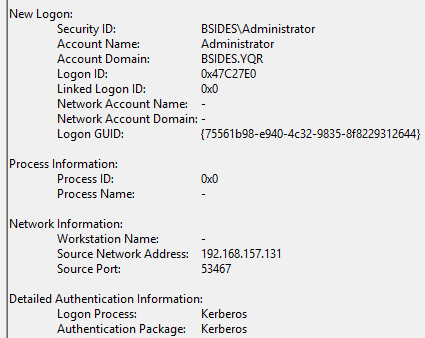 New Logon:
Security ID: BSIDES\Administrator
Account Name: Administrator
Account Domain: BSIDES.YQR
Logon ID: 0x47C27E0
Linked Logon ID: 0x0
Network Account Name: -
Network Account Domain: -
Logon GUID: {75561b98-e940-4c32-9835-8f8229312644}
Process Information:
Process ID: 0x0
Process Name: -
Network Information:
Workstation Name: -
Source Network Address: 192.168.157.131
Source Port: 53467
Detailed Authentication Information:
Logon Process: Kerberos
Authentication Package: Kerberos